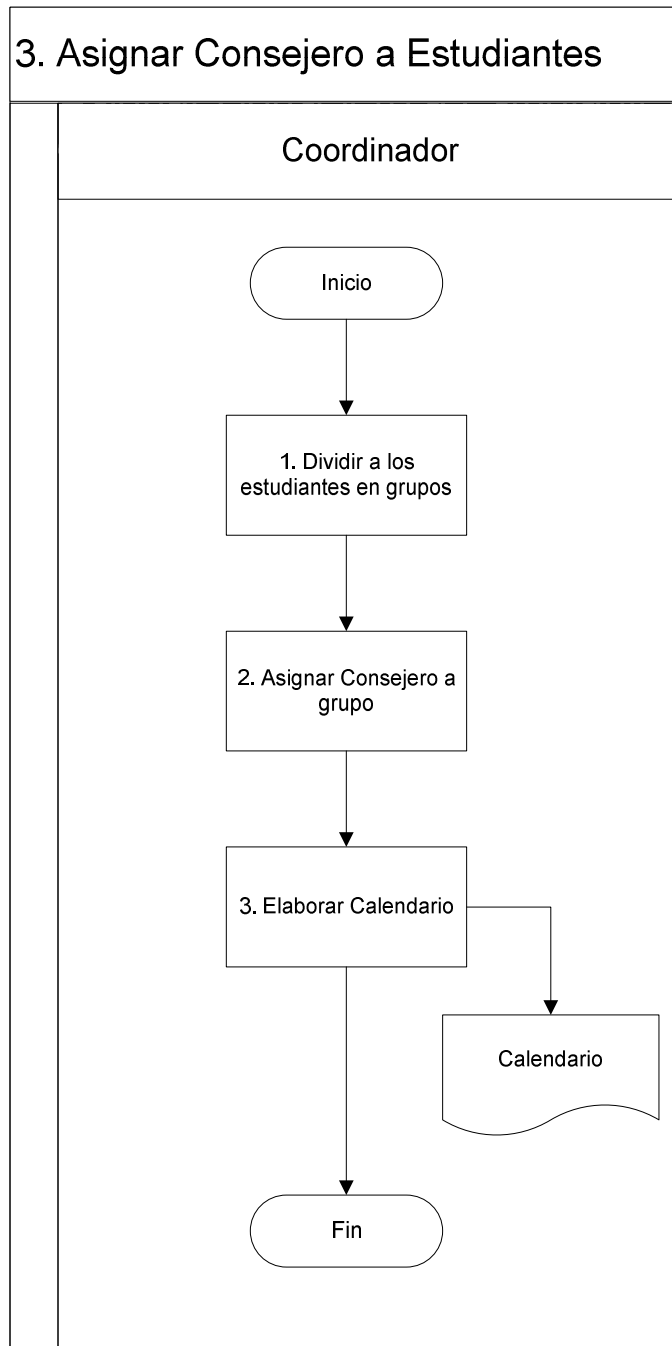 3. Asignar Consejero a Estudiantes
Coordinador
Inicio
1. Dividir a los
estudiantes en grupos
2. Asignar Consejero a
grupo
3. Elaborar Calendario
Calendario
Fin